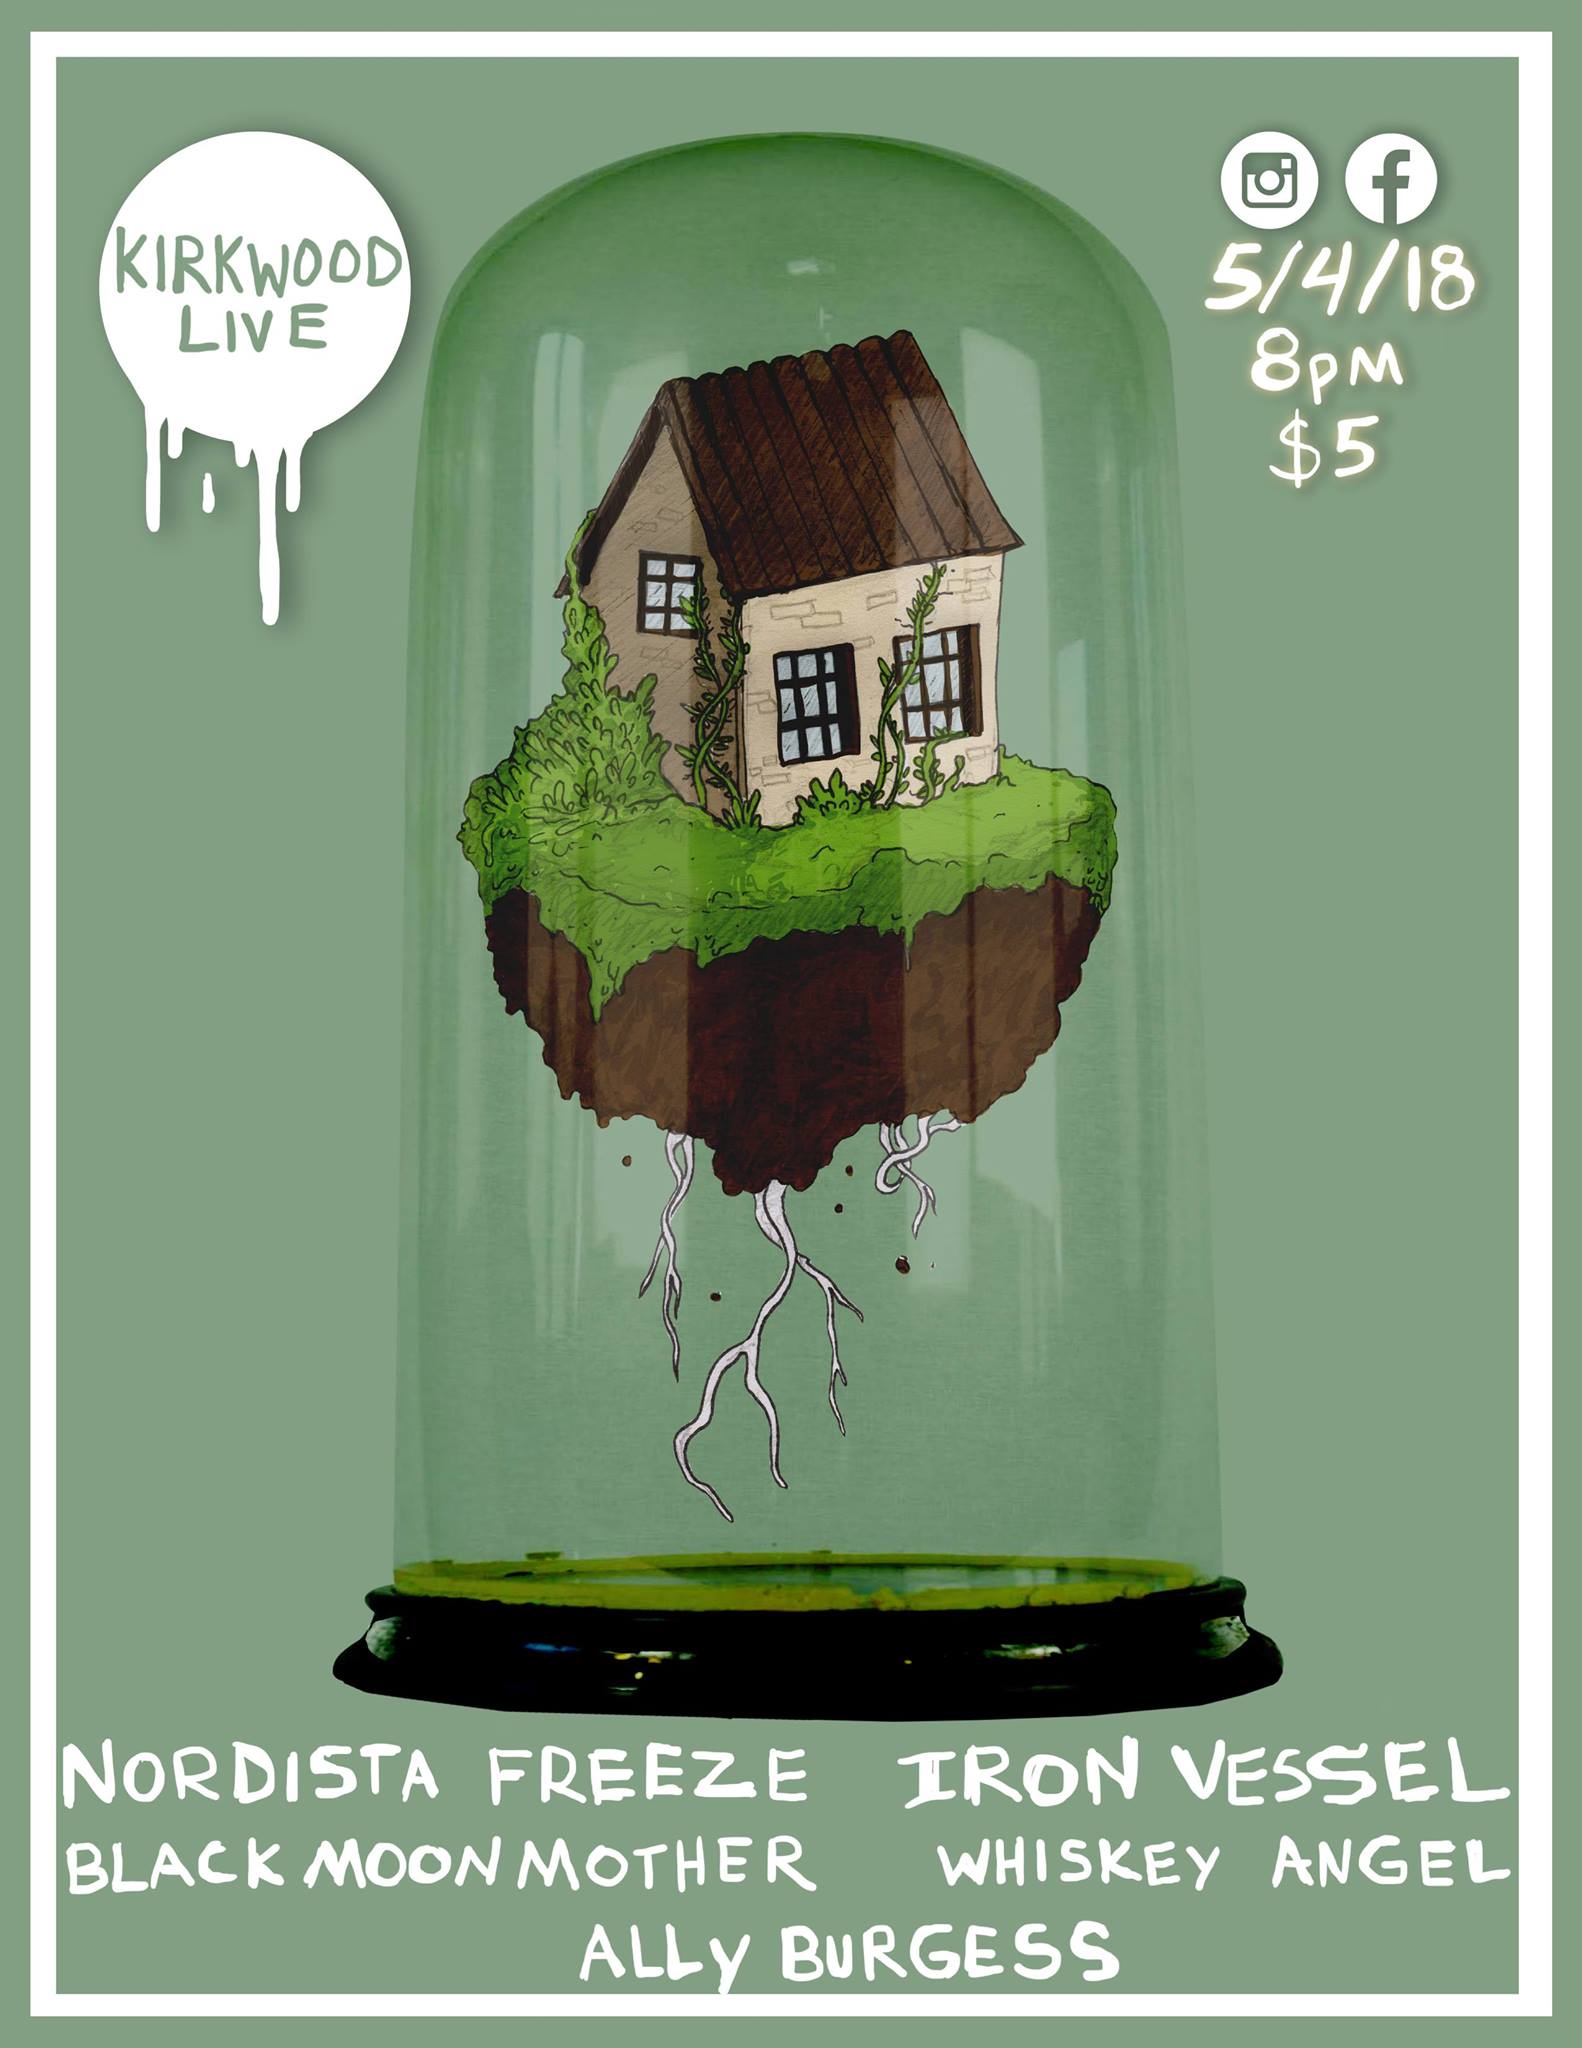 KIRKWOOD
LIVE
5/4/18
8pM
$5
NORDISTA FREEZE IRON VESSEL
BLACK MOON MOTHER WHISKEY ANGEL
ALLy BURGESS